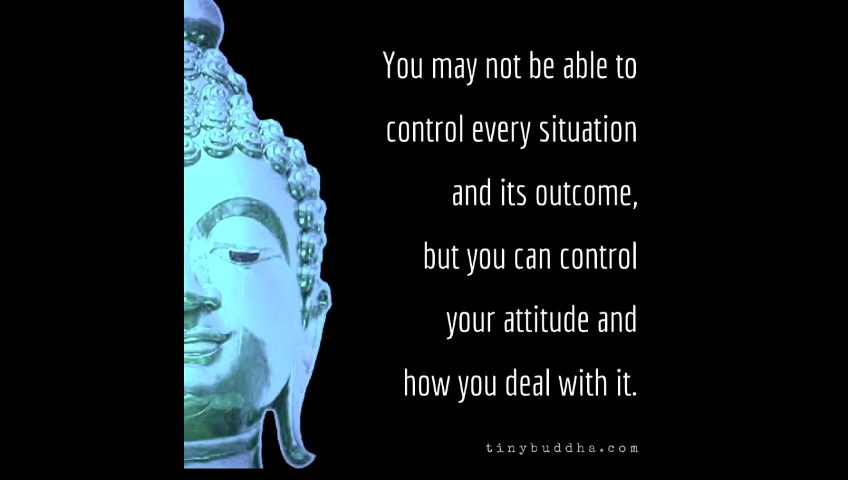 You may not be able to
control every situation
and its outcome,
but you can control
your attitude and
how you deal with it.
tinybuddha.com